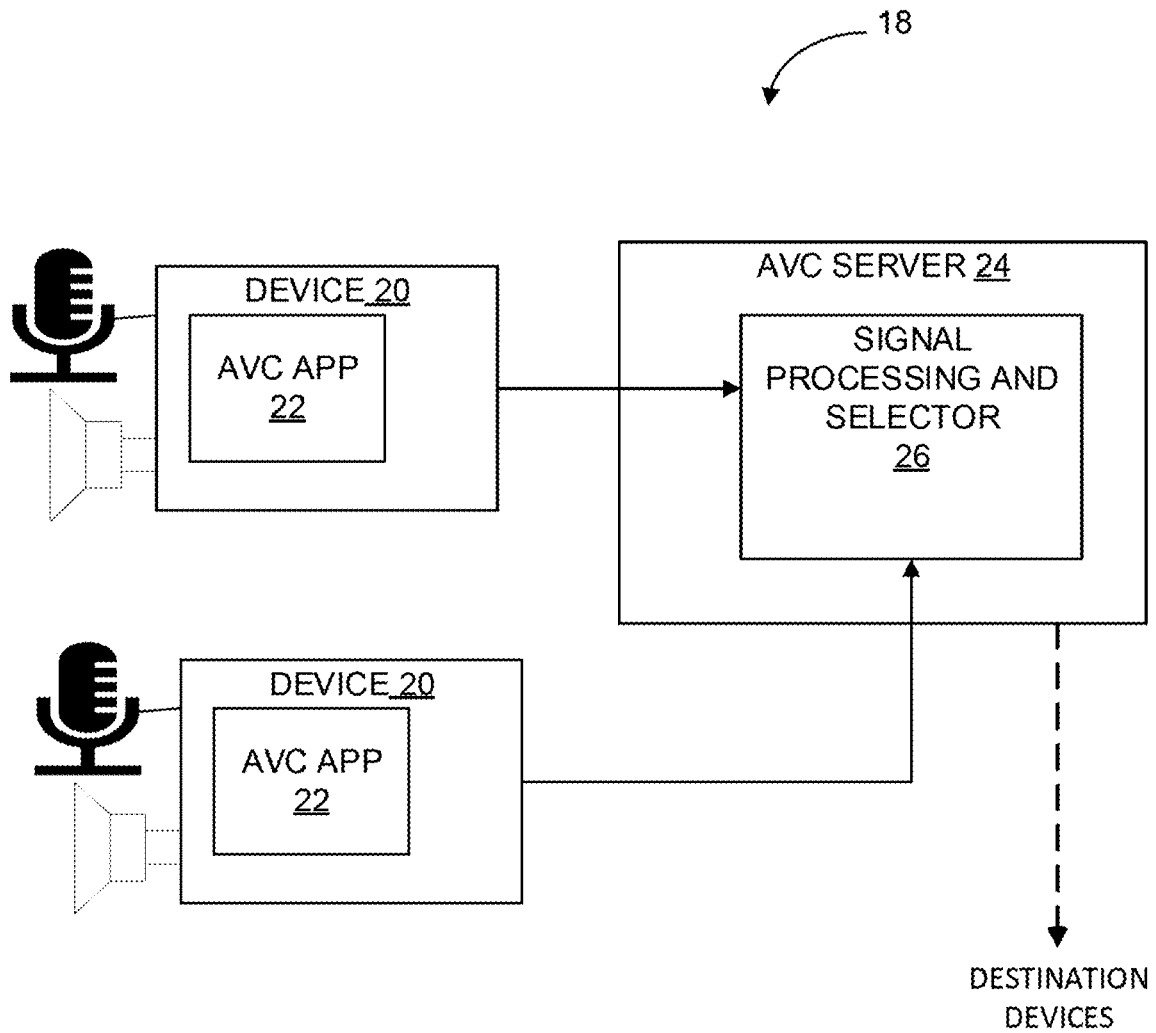 18
DEVICE 20
AVC APP
22
AVC SERVER 24
SIGNAL
PROCESSING AND
SELECTOR
26
DEVICE 20
AVC APP
22
DESTINATION
DEVICES